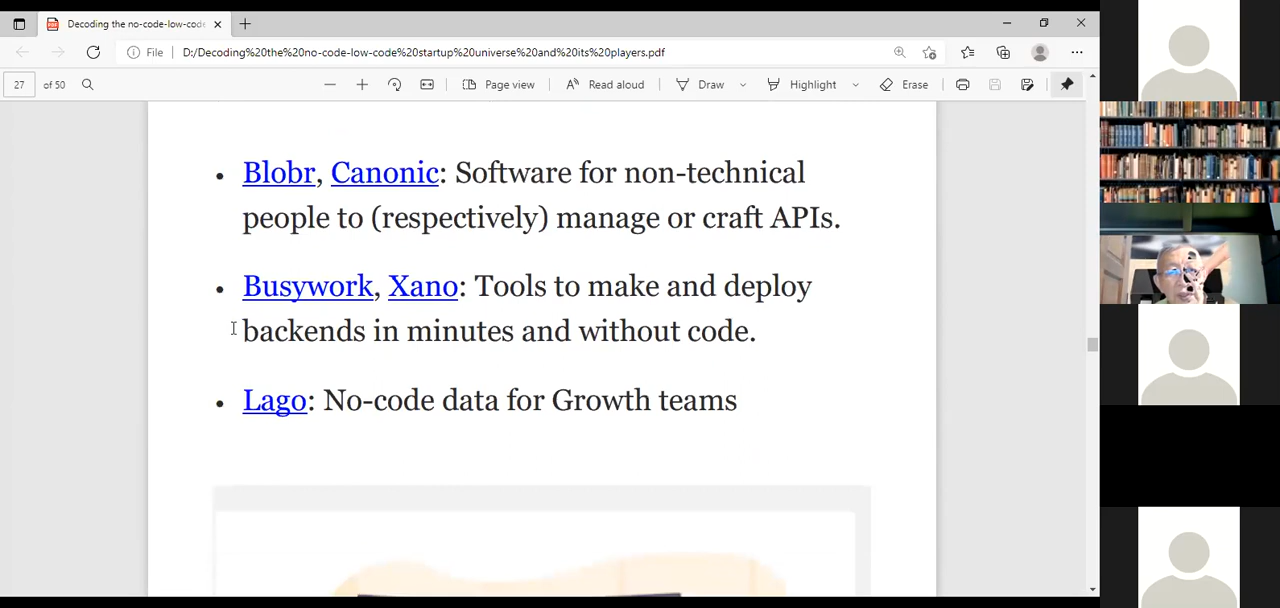 Decoding the no-code-low-code
File
D:/Decoding%20the%20no-code-low-code%20startup%20universe%20and%20its%20players.pdf
27 of 50
Page view
Read aloud
Draw
Highlight
Erase
• Blobr, Canonic: Software for non-technical
people to (respectively) manage or craft APIs.
• Busywork, Xano: Tools to make and deploy
backends in minutes and without code.
• Lago: No-code data for Growth teams